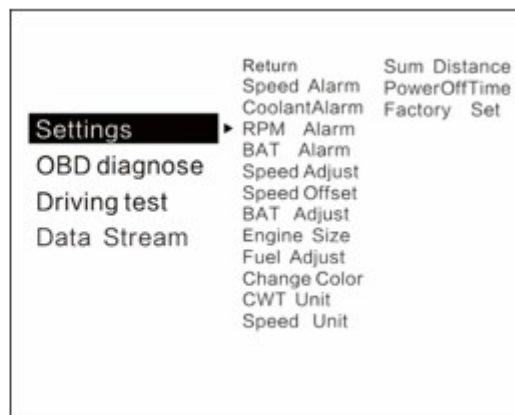 Settings
OBD diagnose
Driving test
Data Stream
Return
Speed Alarm
CoolantAlarm
RPM Alarm
BAT Alarm
Speed Adjust
Speed Offset
BAT Adjust
Engine Size
Fuel Adjust
Change Color
CWT Unit
Speed Unit
Sum Distance
PowerOffTime
Factory Set